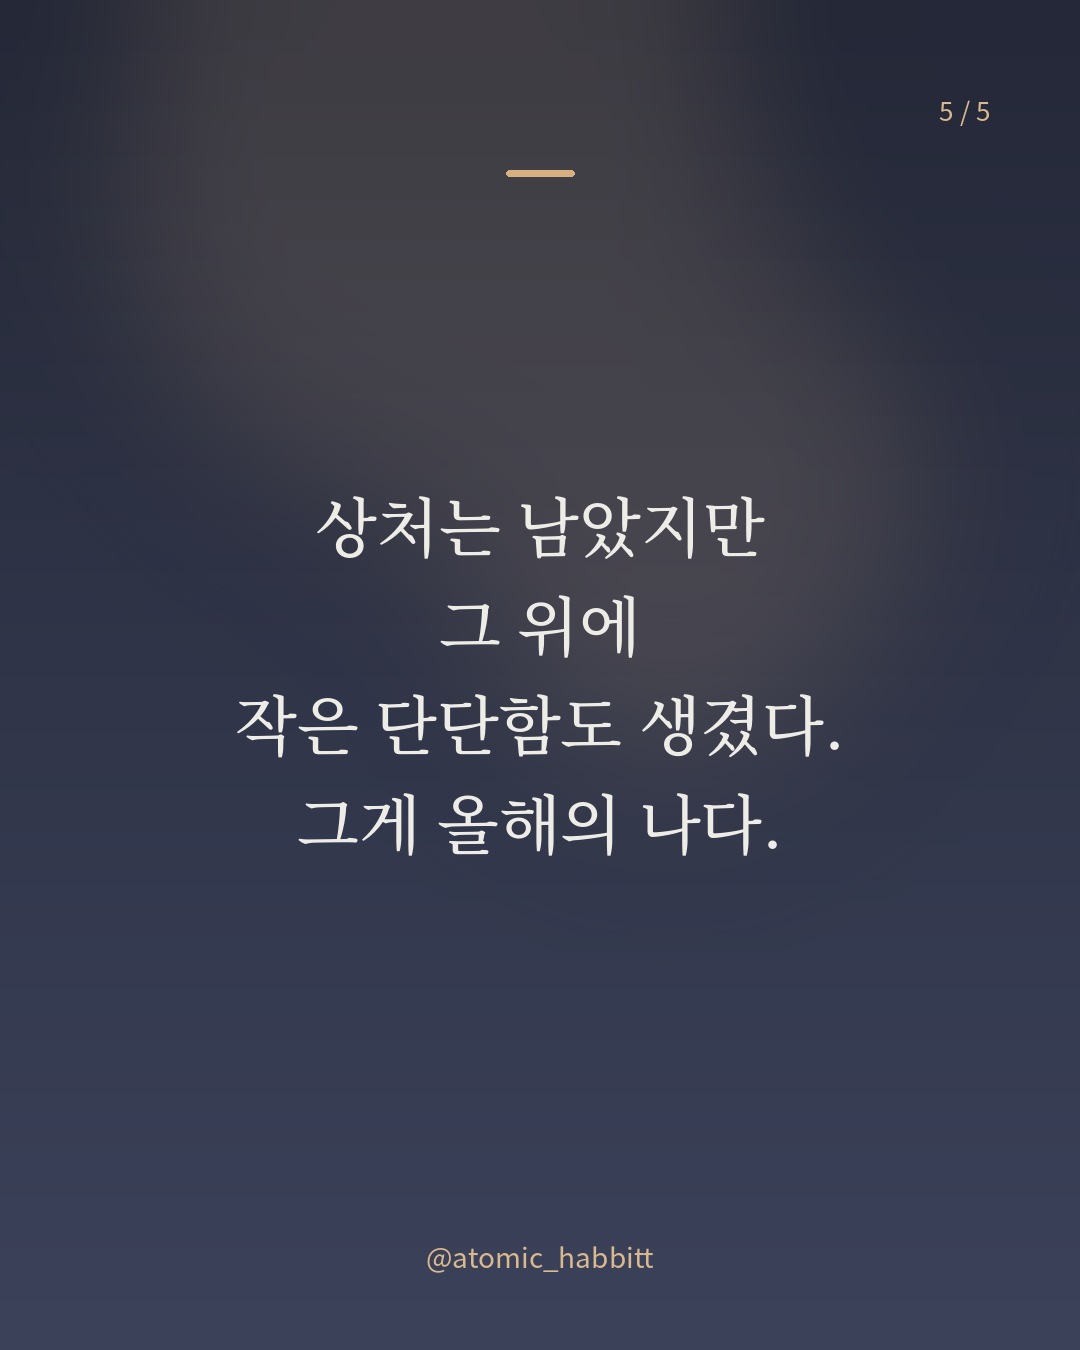 5 / 5
상처는 남았지만
그 위에
작은 단단함도 생겼다.
그게 올해의 나다.
@atomic_habbitt